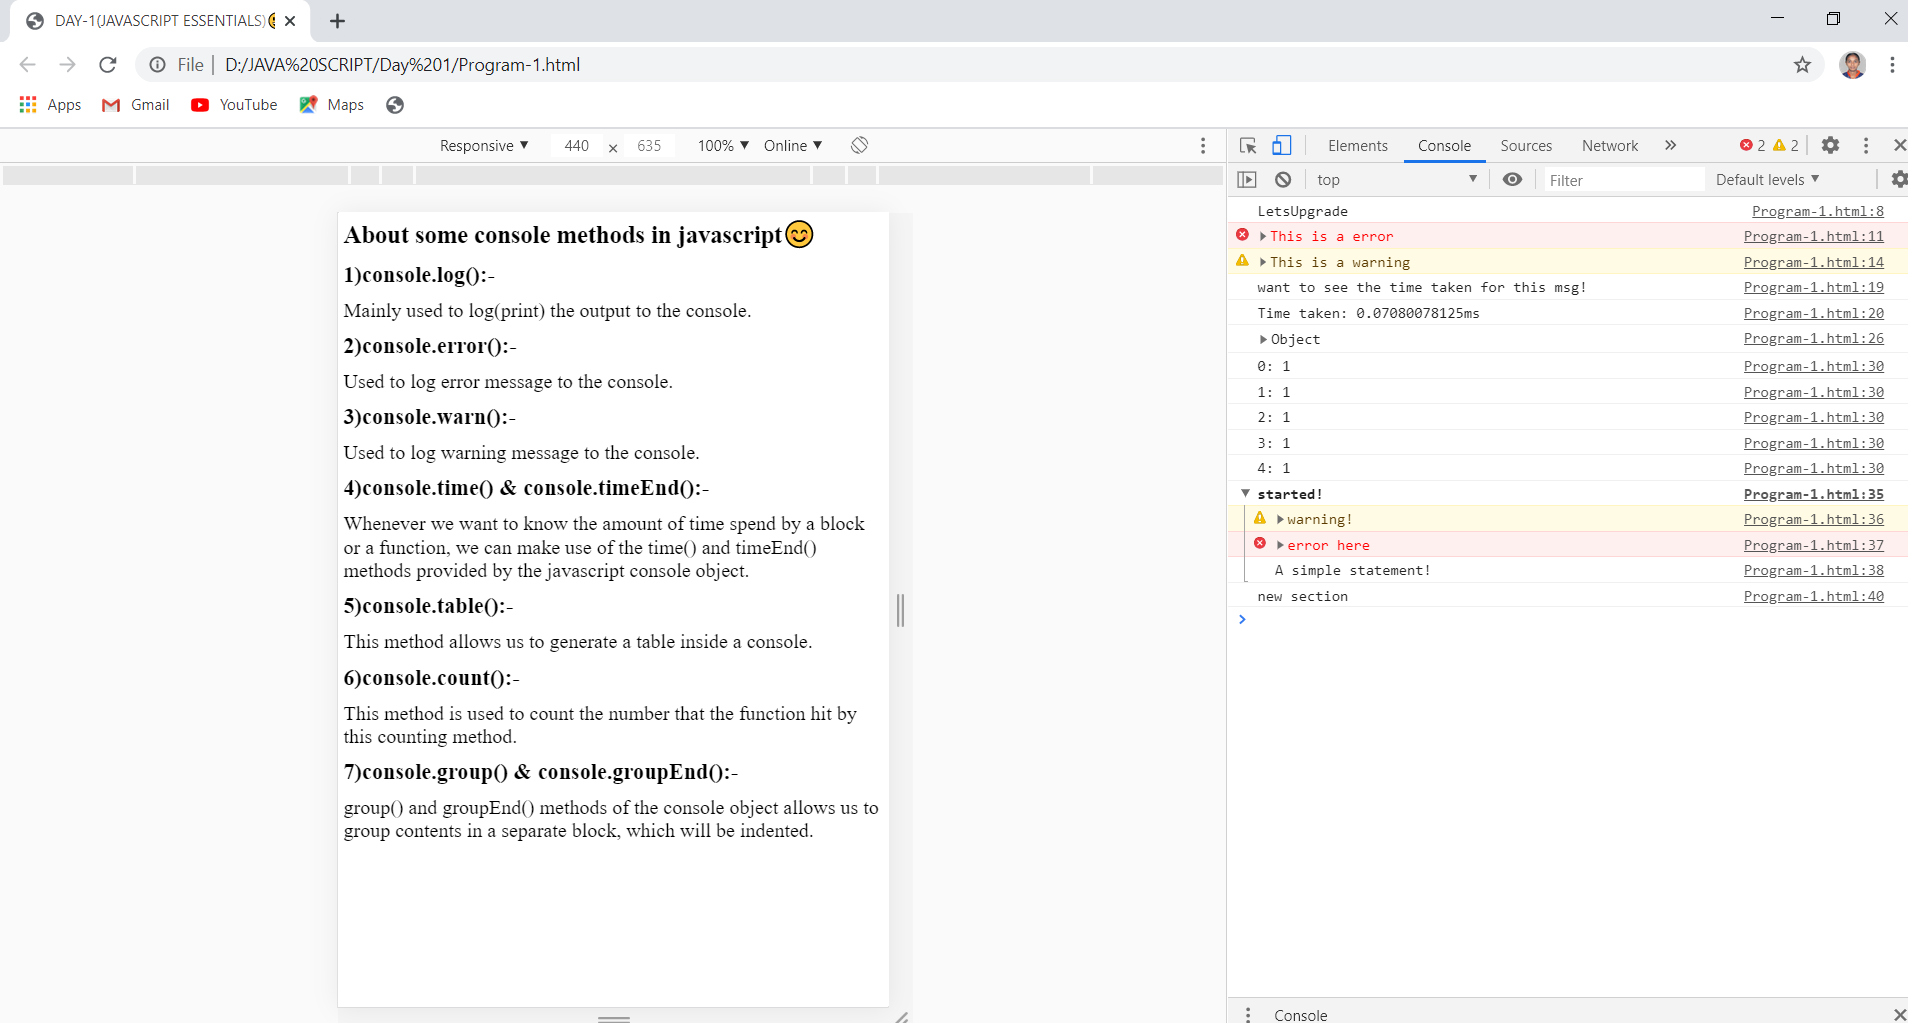 DAY-1(JAVASCRIPT ESSENTIALS)
File | D:/JAVA%20SCRIPT/Day%201/Program-1.html
Apps Gmail YouTube Maps
Responsive ▼ 440 x 635 100% ▼ Online ▼
About some console methods in javascript😊
1)console.log():-
Mainly used to log(print) the output to the console.
2)console.error():-
Used to log error message to the console.
3)console.warn():-
Used to log warning message to the console.
4)console.time() & console.timeEnd():-
Whenever we want to know the amount of time spend by a block
or a function, we can make use of the time() and timeEnd()
methods provided by the javascript console object.
5)console.table():-
This method allows us to generate a table inside a console.
6)console.count():-
This method is used to count the number that the function hit by
this counting method.
7)console.group() & console.groupEnd():-
group() and groupEnd() methods of the console object allows us to
group contents in a separate block, which will be indented.
Elements Console Sources Network » 2 2
top ▼ Filter Default levels ▼
LetsUpgrade Program-1.html:8
This is a error Program-1.html:11
This is a warning Program-1.html:14
want to see the time taken for this msg! Program-1.html:19
Time taken: 0.07080078125ms Program-1.html:20
Object Program-1.html:26
0: 1 Program-1.html:30
1: 1 Program-1.html:30
2: 1 Program-1.html:30
3: 1 Program-1.html:30
4: 1 Program-1.html:30
started! Program-1.html:35
warning! Program-1.html:36
error here Program-1.html:37
A simple statement! Program-1.html:38
new section Program-1.html:40
Console